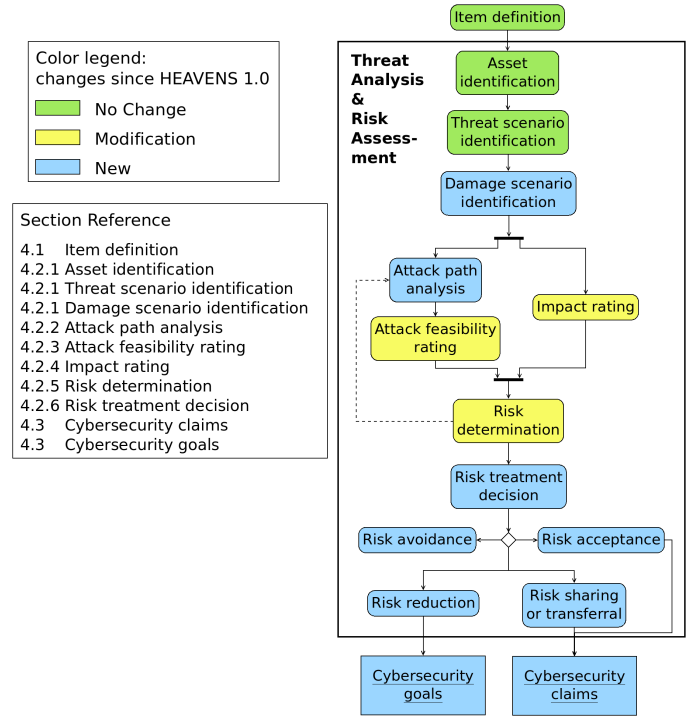 Item definition
Color legend:
changes since HEAVENS 1.0
No Change
Modification
New
Section Reference
4.1 Item definition
4.2.1 Asset identification
4.2.1 Threat scenario identification
4.2.1 Damage scenario identification
4.2.2 Attack path analysis
4.2.3 Attack feasibility rating
4.2.4 Impact rating
4.2.5 Risk determination
4.2.6 Risk treatment decision
4.3 Cybersecurity claims
4.3 Cybersecurity goals
Threat
Analysis
&
Risk
Assess-
ment
Asset
identification
Threat scenario
identification
Damage scenario
identification
Attack path
analysis
Impact rating
Attack feasibility
rating
Risk
determination
Risk treatment
decision
Risk avoidance
Risk acceptance
Risk reduction
Risk sharing
or transferral
Cybersecurity
goals
Cybersecurity
claims